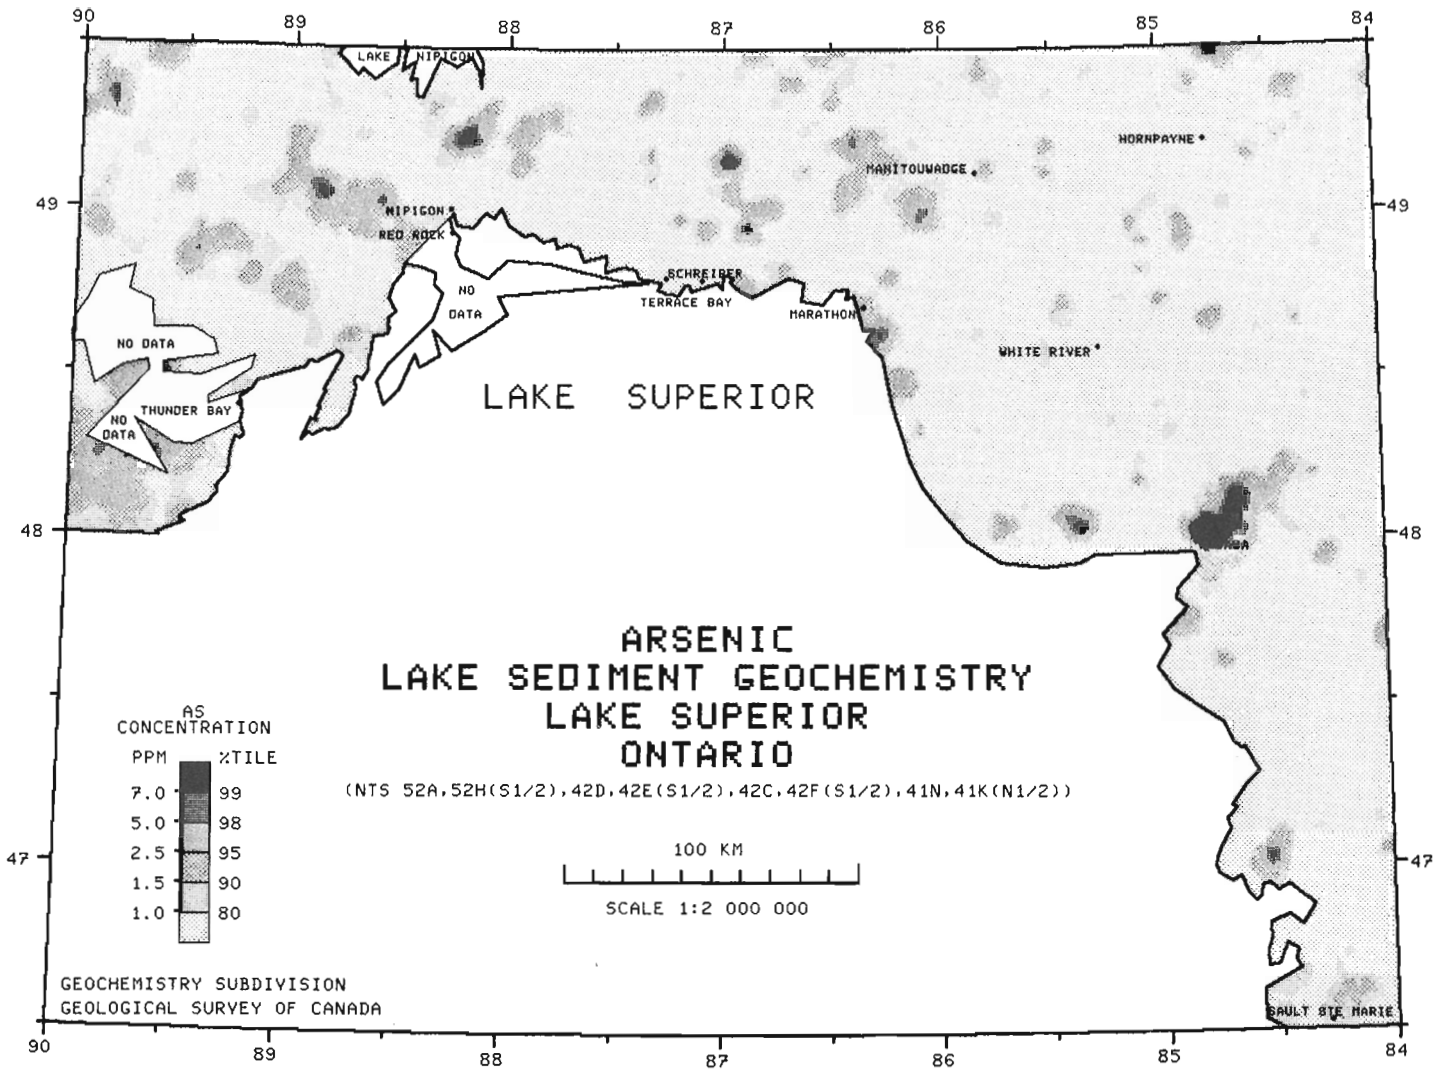 90
89
88
87
86
85
84
LAKE NIPIGON
HORNPAYNE
MANITOUWADGE
49
NIPIGON
49
RED ROCK
SCHREIBER
NO
DATA
TERRACE BAY
MARATHON
NO DATA
WHITE RIVER
LAKE SUPERIOR
THUNDER BAY
NO
DATA
48
48
ARSENIC
LAKE SEDIMENT GEOCHEMISTRY
LAKE SUPERIOR
ONTARIO
(NTS 52A,52H(S1/2),42D,42E(S1/2),42C,42F(S1/2),41N,41K(N1/2))
AS
CONCENTRATION
PPM %TILE
7.0 99
5.0 98
2.5 95
1.5 90
1.0 80
47
47
100 KM
SCALE 1:2 000 000
GEOCHEMISTRY SUBDIVISION
GEOLOGICAL SURVEY OF CANADA
SAULT STE MARIE
90
89
88
87
86
85
84